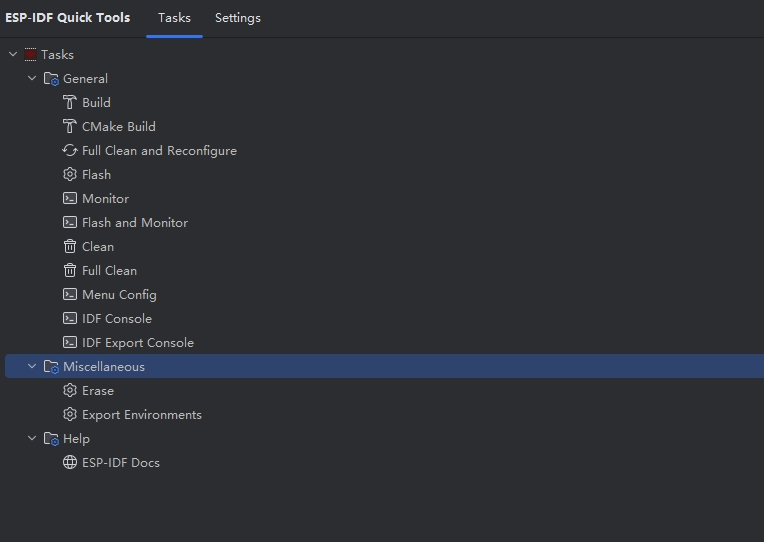 ESP-IDF Quick Tools Tasks Settings
Tasks
General
Build
CMake Build
Full Clean and Reconfigure
Flash
Monitor
Flash and Monitor
Clean
Full Clean
Menu Config
IDF Console
IDF Export Console
Miscellaneous
Erase
Export Environments
Help
ESP-IDF Docs